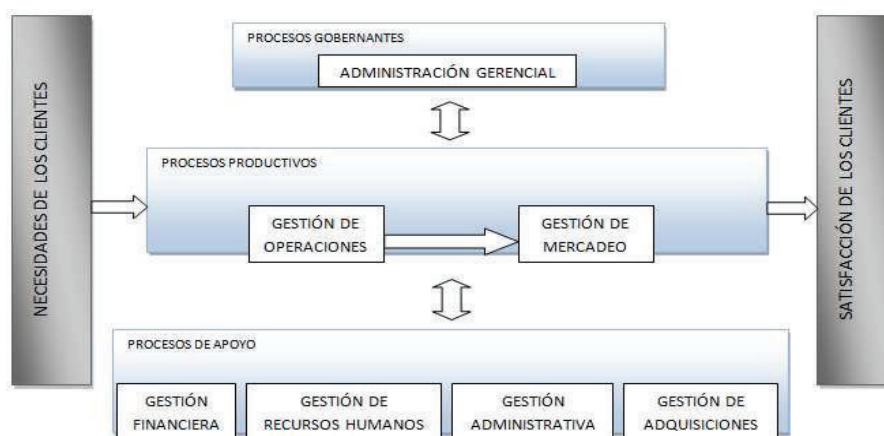 NECESIDADES DE LOS CLIENTES
PROCESOS GOBERNANTES
ADMINISTRACIÓN GERENCIAL
PROCESOS PRODUCTIVOS
GESTIÓN DE
OPERACIONES
GESTIÓN DE
MERCADEO
PROCESOS DE APOYO
GESTIÓN
FINANCIERA
GESTIÓN DE
RECURSOS HUMANOS
GESTIÓN
ADMINISTRATIVA
GESTIÓN DE
ADQUISICIONES
SATISFACCIÓN DE LOS CLIENTES